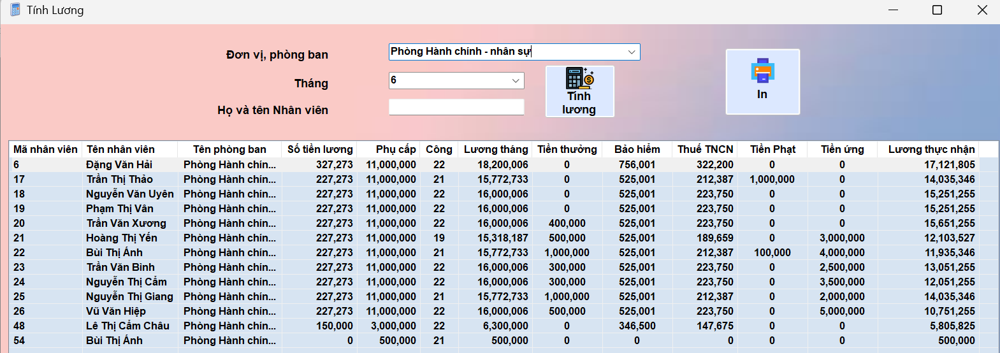 Tính Lương
Đơn vị, phòng ban Phòng Hành chính - nhân sự
Tháng 6
Họ và tên Nhân viên
Tính
lương
In
Mã nhân viên Tên nhân viên Tên phòng ban Số tiền lương Phụ cấp Công Lương tháng Tiền thưởng Bảo hiểm Thuế TNCN Tiền Phạt Tiền ứng Lương thực nhận
6 Đặng Văn Hải Phòng Hành chín... 327,273 11,000,000 22 18,200,006 0 756,001 322,200 0 0 17,121,805
17 Trần Thị Thảo Phòng Hành chín... 227,273 11,000,000 21 15,772,733 0 525,001 212,387 1,000,000 0 14,035,346
18 Nguyễn Văn Uyên Phòng Hành chín... 227,273 11,000,000 22 16,000,006 0 525,001 223,750 0 0 15,251,255
19 Phạm Thị Vân Phòng Hành chín... 227,273 11,000,000 22 16,000,006 0 525,001 223,750 0 0 15,251,255
20 Trần Văn Xương Phòng Hành chín... 227,273 11,000,000 22 16,000,006 400,000 525,001 223,750 0 0 15,651,255
21 Hoàng Thị Yến Phòng Hành chín... 227,273 11,000,000 19 15,318,187 500,000 525,001 189,659 0 3,000,000 12,103,527
22 Bùi Thị Ánh Phòng Hành chín... 227,273 11,000,000 21 15,772,733 1,000,000 525,001 212,387 100,000 4,000,000 11,935,346
23 Trần Văn Bình Phòng Hành chín... 227,273 11,000,000 22 16,000,006 300,000 525,001 223,750 0 2,500,000 13,051,255
24 Nguyễn Thị Cẩm Phòng Hành chín... 227,273 11,000,000 22 16,000,006 300,000 525,001 223,750 0 3,500,000 12,051,255
25 Nguyễn Thị Giang Phòng Hành chín... 227,273 11,000,000 21 15,772,733 1,000,000 525,001 212,387 0 2,000,000 14,035,346
26 Vũ Văn Hiệp Phòng Hành chín... 227,273 11,000,000 22 16,000,006 500,000 525,001 223,750 0 5,000,000 10,751,255
48 Lê Thị Cẩm Châu Phòng Hành chín... 150,000 3,000,000 22 6,300,000 0 346,500 147,675 0 0 5,805,825
54 Bùi Thị Ánh Phòng Hành chín... 0 500,000 21 500,000 0 0 0 0 0 500,000